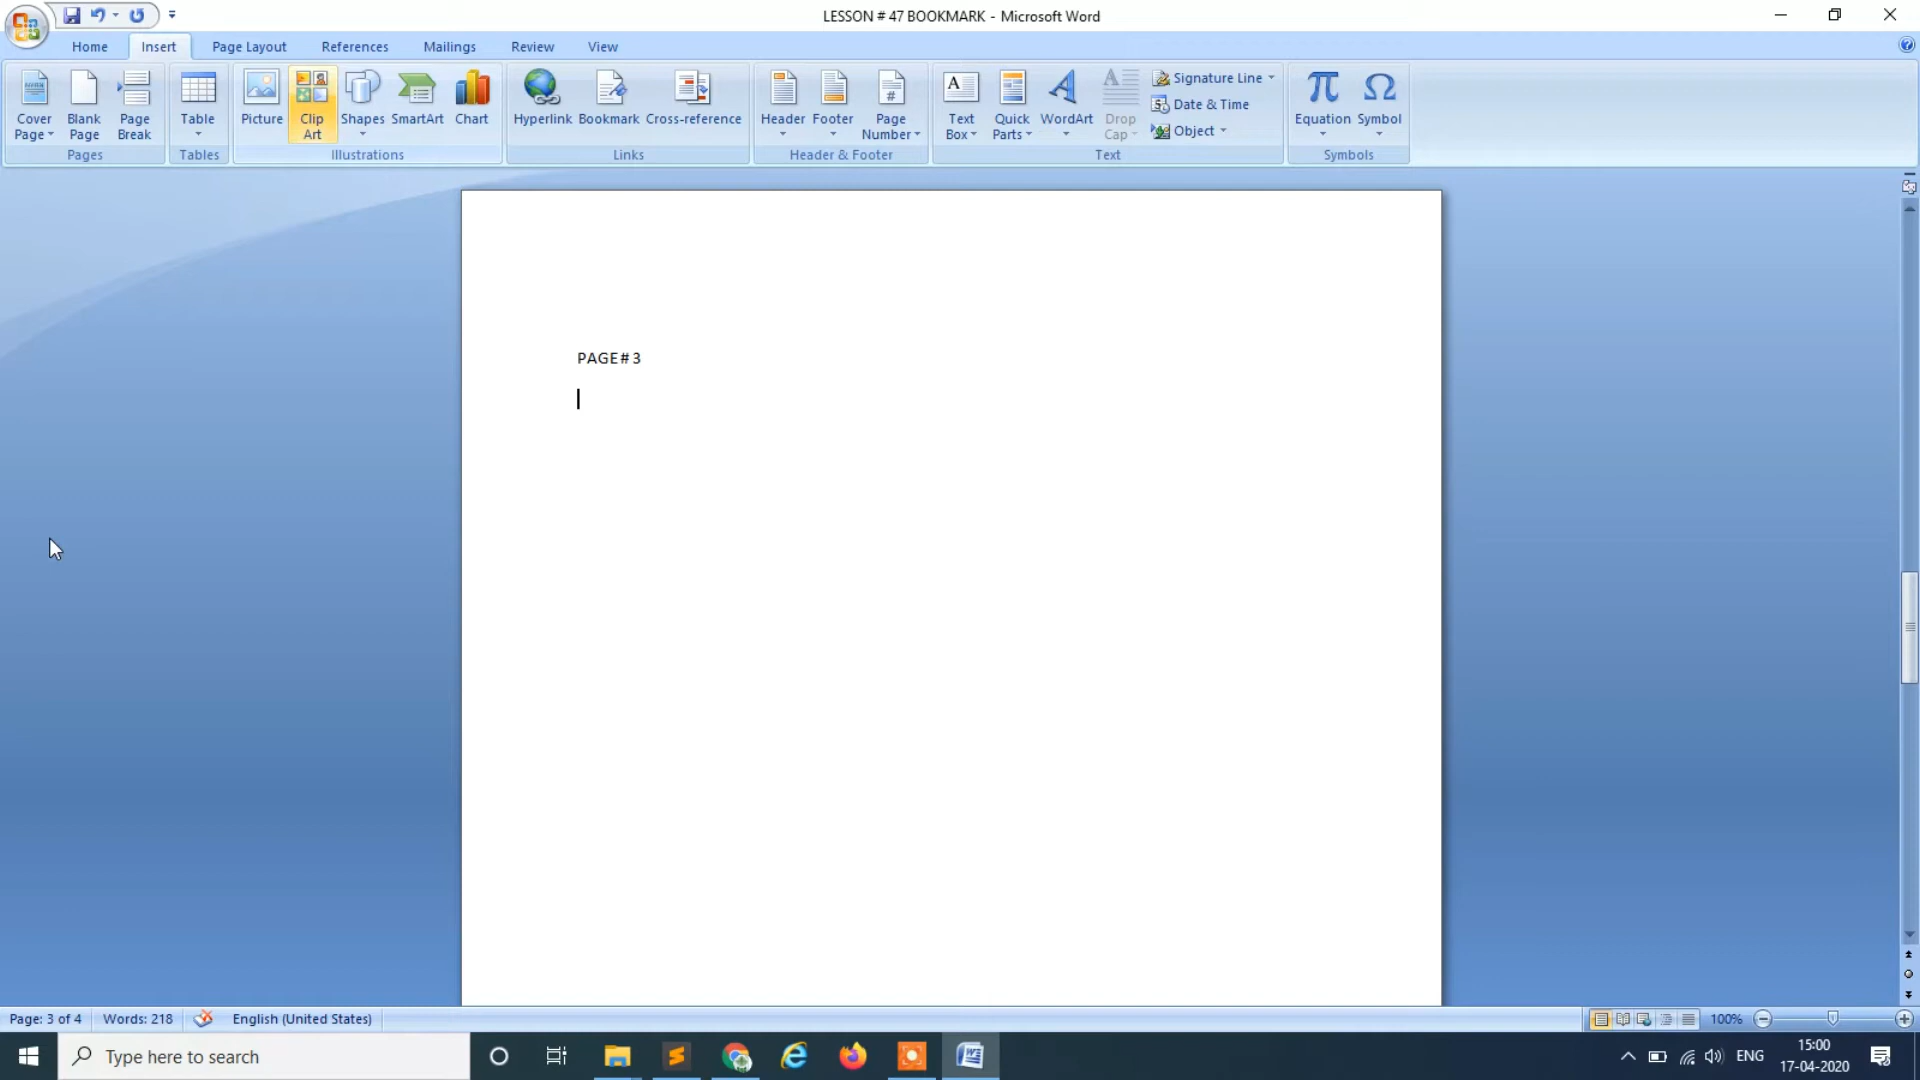 LESSON # 47 BOOKMARK - Microsoft Word
Home Insert Page Layout References Mailings Review View
Cover Page Blank Page Page Break Table Picture Clip Art Shapes SmartArt Chart Hyperlink Bookmark Cross-reference Header Footer Page Number Text Box Quick Parts WordArt Drop Cap Signature Line Date & Time Object Equation Symbol
Pages Tables Illustrations Links Header & Footer Text Symbols
PAGE# 3
Page: 3 of 4 Words: 218 English (United States) 100%
Type here to search ENG 15:00
17-04-2020